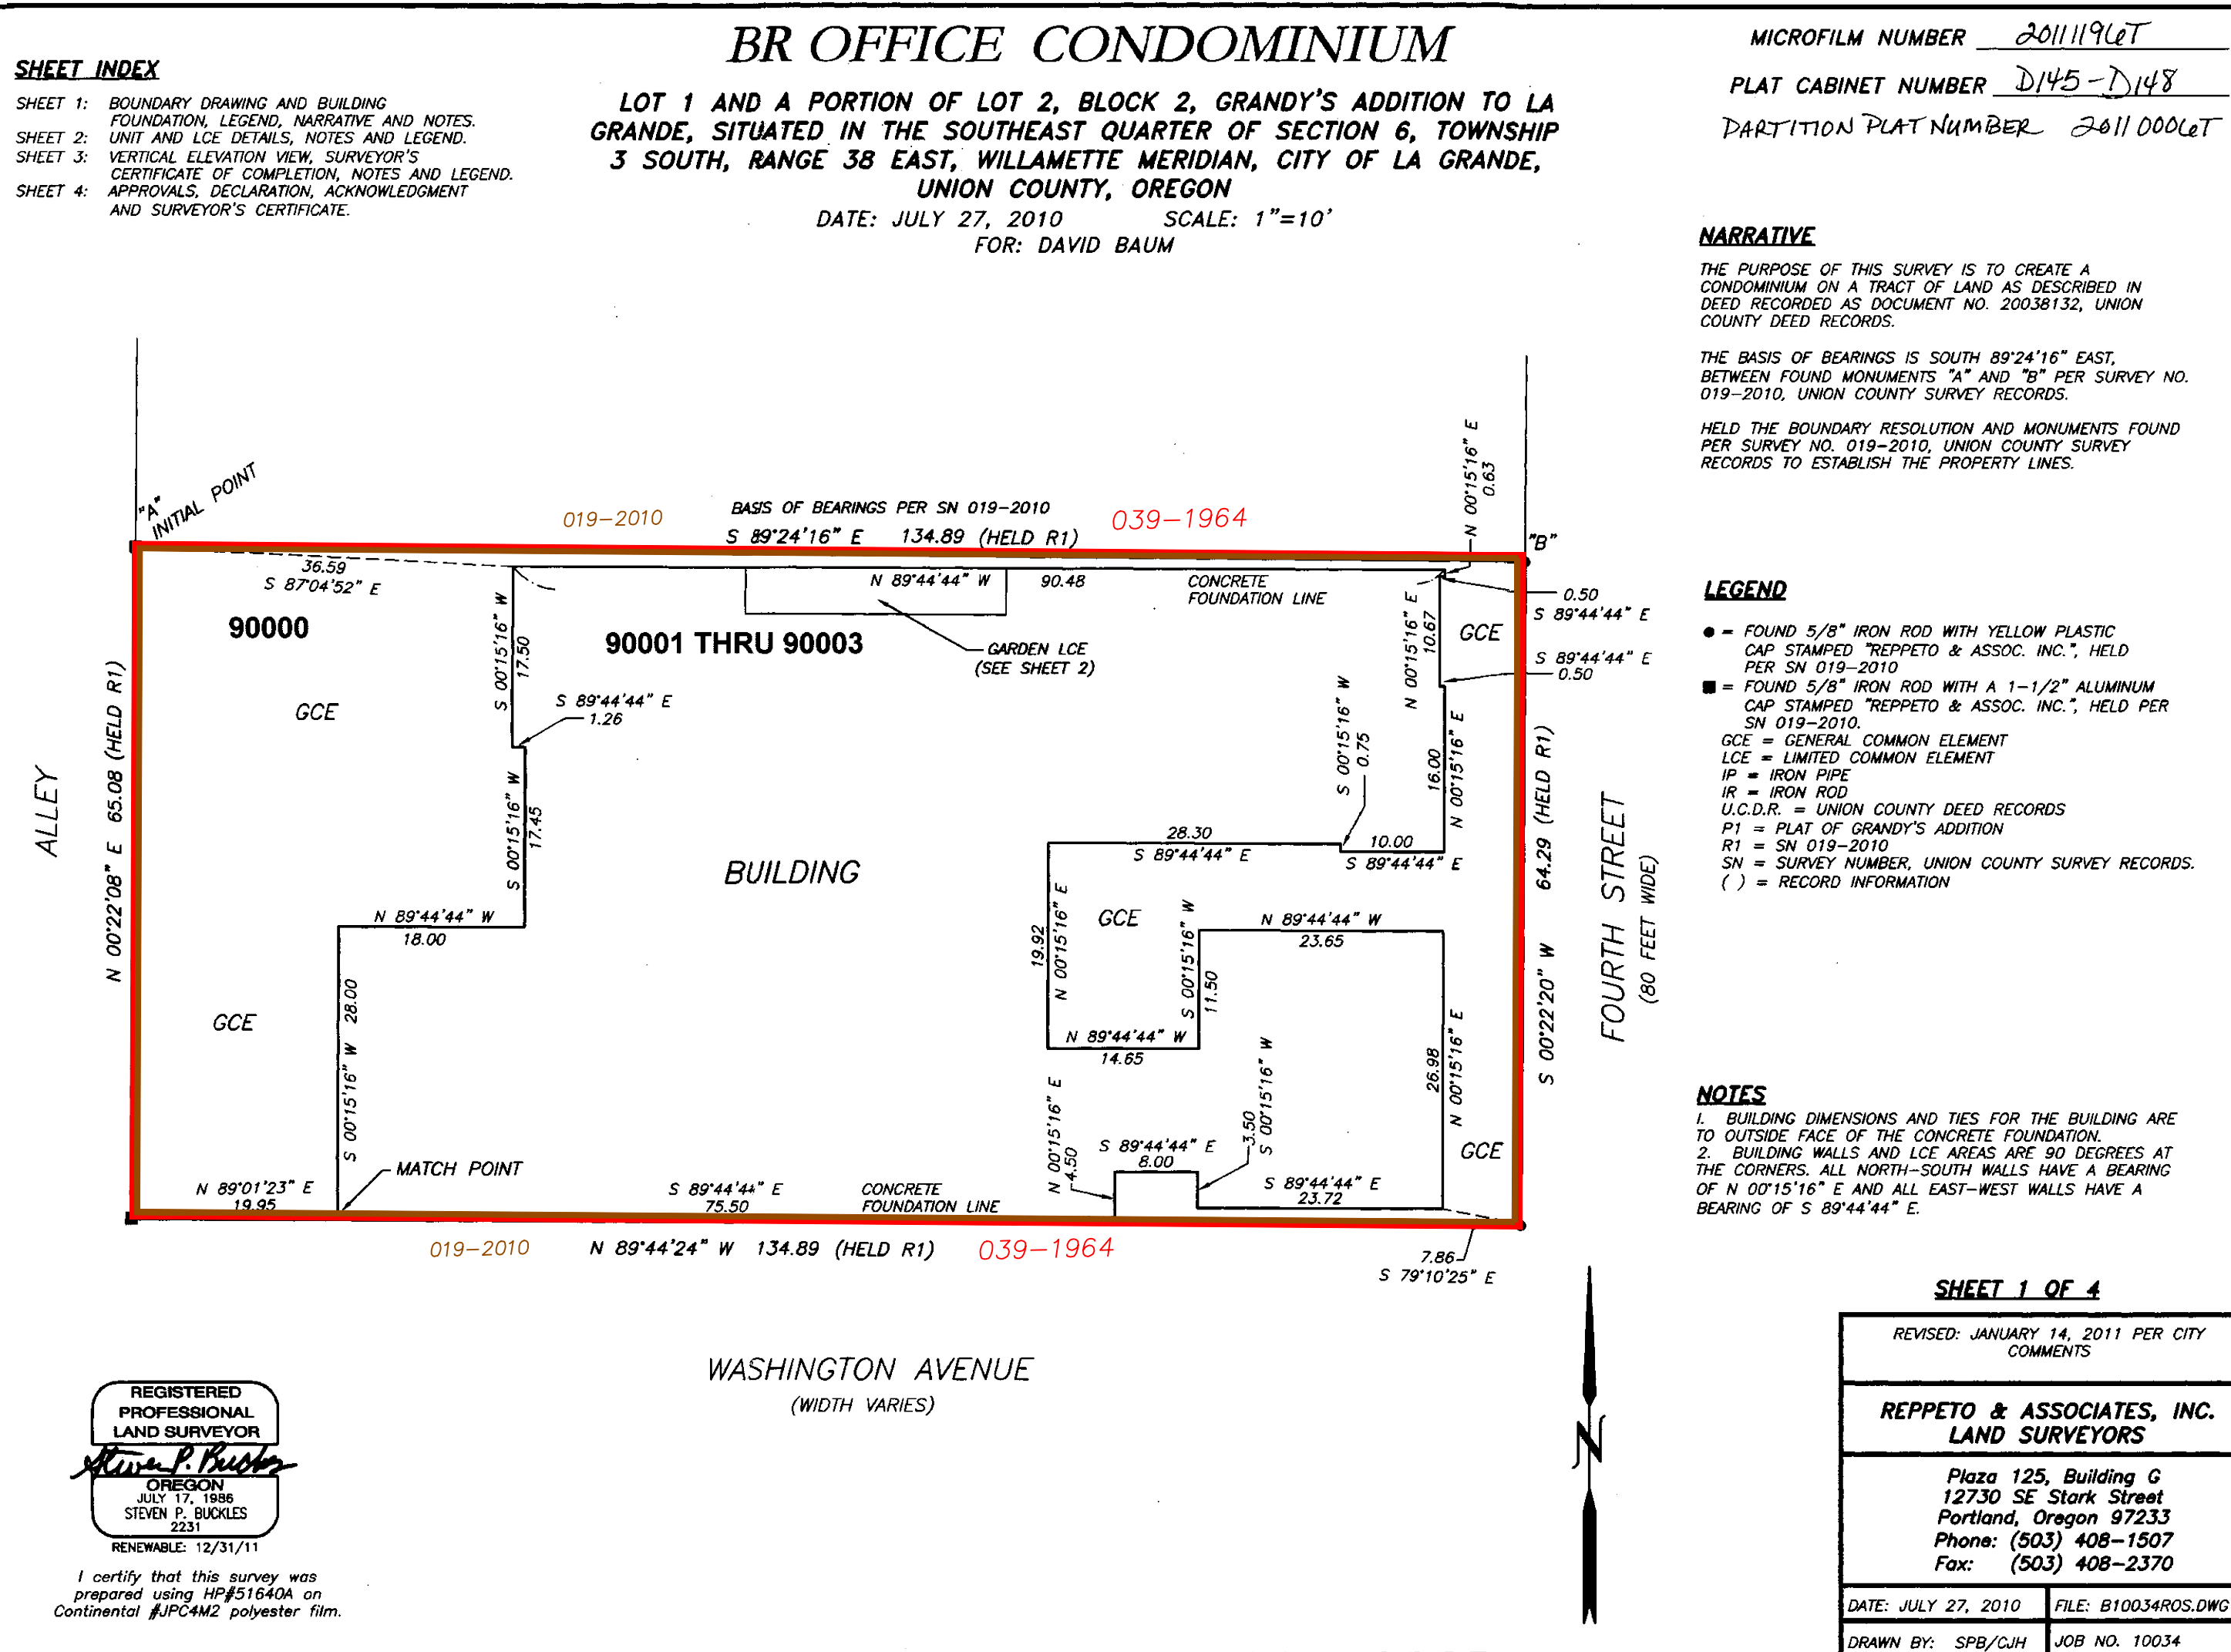 BR OFFICE CONDOMINIUM
LOT 1 AND A PORTION OF LOT 2, BLOCK 2, GRANDY'S ADDITION TO LA
GRANDE, SITUATED IN THE SOUTHEAST QUARTER OF SECTION 6, TOWNSHIP
3 SOUTH, RANGE 38 EAST, WILLAMETTE MERIDIAN, CITY OF LA GRANDE,
UNION COUNTY, OREGON
DATE: JULY 27, 2010 SCALE: 1"=10'
FOR: DAVID BAUM
SHEET INDEX
SHEET 1: BOUNDARY DRAWING AND BUILDING
FOUNDATION, LEGEND, NARRATIVE AND NOTES.
SHEET 2: UNIT AND LCE DETAILS, NOTES AND LEGEND.
SHEET 3: VERTICAL ELEVATION VIEW, SURVEYOR'S
CERTIFICATE OF COMPLETION, NOTES AND LEGEND.
SHEET 4: APPROVALS, DECLARATION, ACKNOWLEDGMENT
AND SURVEYOR'S CERTIFICATE.
MICROFILM NUMBER 20111196T
PLAT CABINET NUMBER D145-D148
PARTITION PLAT NUMBER 20110006T
NARRATIVE
THE PURPOSE OF THIS SURVEY IS TO CREATE A
CONDOMINIUM ON A TRACT OF LAND AS DESCRIBED IN
DEED RECORDED AS DOCUMENT NO. 20038132, UNION
COUNTY DEED RECORDS.
THE BASIS OF BEARINGS IS SOUTH 89°24'16" EAST,
BETWEEN FOUND MONUMENTS "A" AND "B" PER SURVEY NO.
019-2010, UNION COUNTY SURVEY RECORDS.
HELD THE BOUNDARY RESOLUTION AND MONUMENTS FOUND
PER SURVEY NO. 019-2010, UNION COUNTY SURVEY
RECORDS TO ESTABLISH THE PROPERTY LINES.
LEGEND
● = FOUND 5/8" IRON ROD WITH YELLOW PLASTIC
CAP STAMPED "REPPETO & ASSOC. INC.", HELD
PER SN 019-2010
■ = FOUND 5/8" IRON ROD WITH A 1-1/2" ALUMINUM
CAP STAMPED "REPPETO & ASSOC. INC.", HELD PER
SN 019-2010.
GCE = GENERAL COMMON ELEMENT
LCE = LIMITED COMMON ELEMENT
IP = IRON PIPE
IR = IRON ROD
U.C.D.R. = UNION COUNTY DEED RECORDS
P1 = PLAT OF GRANDY'S ADDITION
R1 = SN 019-2010
SN = SURVEY NUMBER, UNION COUNTY SURVEY RECORDS.
( ) = RECORD INFORMATION
NOTES
1. BUILDING DIMENSIONS AND TIES FOR THE BUILDING ARE
TO OUTSIDE FACE OF THE CONCRETE FOUNDATION.
2. BUILDING WALLS AND LCE AREAS ARE 90 DEGREES AT
THE CORNERS. ALL NORTH-SOUTH WALLS HAVE A BEARING
OF N 00°15'16" E AND ALL EAST-WEST WALLS HAVE A
BEARING OF S 89°44'44" E.
"A"
INITIAL POINT
019-2010
BASIS OF BEARINGS PER SN 019-2010
039-1964
S 89°24'16" E 134.89 (HELD R1)
N 00°15'16" E
0.63
"B"
36.59
S 87°04'52" E
90000
90001 THRU 90003
N 89°44'44" W 90.48
CONCRETE
FOUNDATION LINE
GARDEN LCE
(SEE SHEET 2)
0.50
S 89°44'44" E
GCE
S 89°44'44" E
0.50
N 00°15'16" E
10.67
S 00°15'16" W
17.50
GCE
S 89°44'44" E
1.26
S 00°15'16" W
0.75
16.00
N 00°15'16" E
ALLEY
N 00°22'08" E 65.08 (HELD R1)
S 00°15'16" W
17.45
BUILDING
28.30
S 89°44'44" E
10.00
S 89°44'44" E
S 00°22'20" W 64.29 (HELD R1)
FOURTH STREET
(80 FEET WIDE)
N 89°44'44" W
18.00
19.92
N 00°15'16" E
GCE
S 00°15'16" W
11.50
N 89°44'44" W
23.65
GCE
S 00°15'16" W 28.00
N 89°44'44" W
14.65
26.98
N 00°15'16" E
N 00°15'16" E
4.50
S 89°44'44" E
8.00
3.50
S 00°15'16" W
GCE
MATCH POINT
N 89°01'23" E
19.95
S 89°44'44" E
75.50
CONCRETE
FOUNDATION LINE
S 89°44'44" E
23.72
019-2010
N 89°44'24" W 134.89 (HELD R1)
039-1964
7.86
S 79°10'25" E
WASHINGTON AVENUE
(WIDTH VARIES)
N
REGISTERED
PROFESSIONAL
LAND SURVEYOR
Steven P. Buckles
OREGON
JULY 17, 1986
STEVEN P. BUCKLES
2231
RENEWABLE: 12/31/11
I certify that this survey was
prepared using HP#51640A on
Continental #JPC4M2 polyester film.
SHEET 1 OF 4
REVISED: JANUARY 14, 2011 PER CITY
COMMENTS
REPPETO & ASSOCIATES, INC.
LAND SURVEYORS
Plaza 125, Building G
12730 SE Stark Street
Portland, Oregon 97233
Phone: (503) 408-1507
Fax: (503) 408-2370
DATE: JULY 27, 2010 FILE: B10034ROS.DWG
DRAWN BY: SPB/CJH JOB NO. 10034